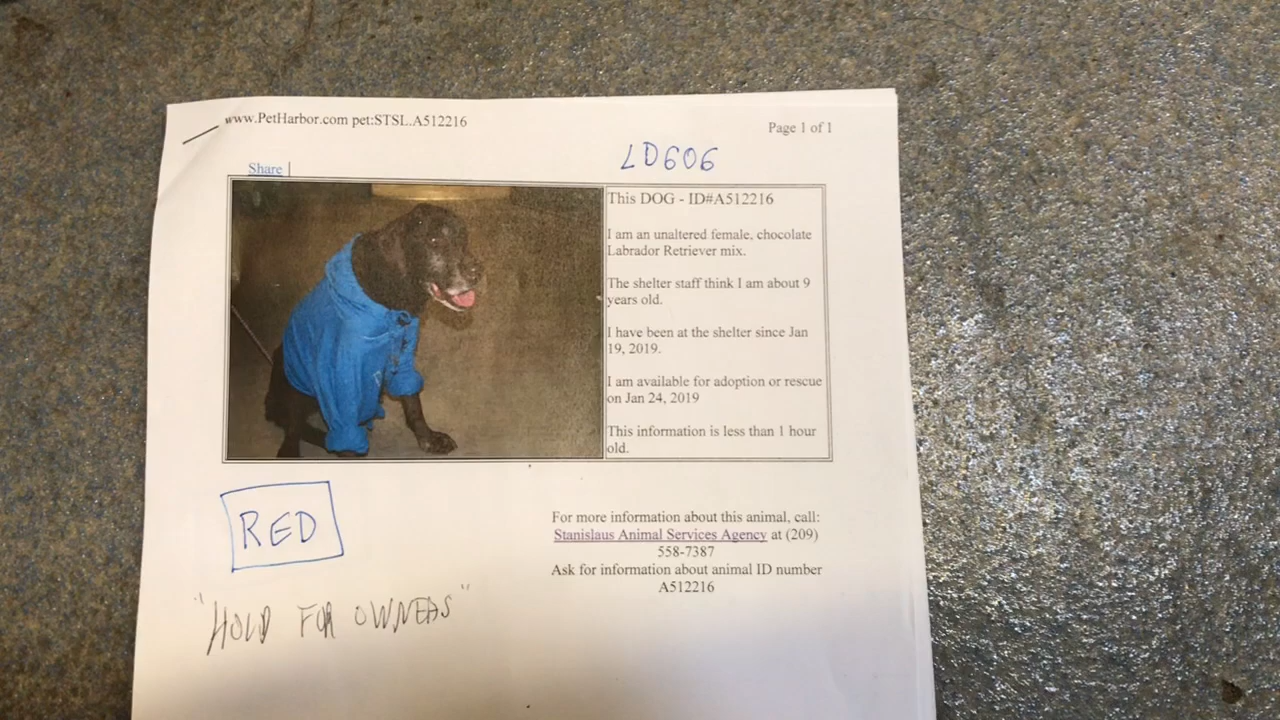 www.PetHarbor.com pet:STSL.A512216
Page 1 of 1
LD606
Share |
This DOG - ID#A512216
I am an unaltered female, chocolate
Labrador Retriever mix.
The shelter staff think I am about 9
years old.
I have been at the shelter since Jan
19, 2019.
I am available for adoption or rescue
on Jan 24, 2019
This information is less than 1 hour
old.
RED
"HOLD FOR OWNERS"
For more information about this animal, call:
Stanislaus Animal Services Agency at (209)
558-7387
Ask for information about animal ID number
A512216